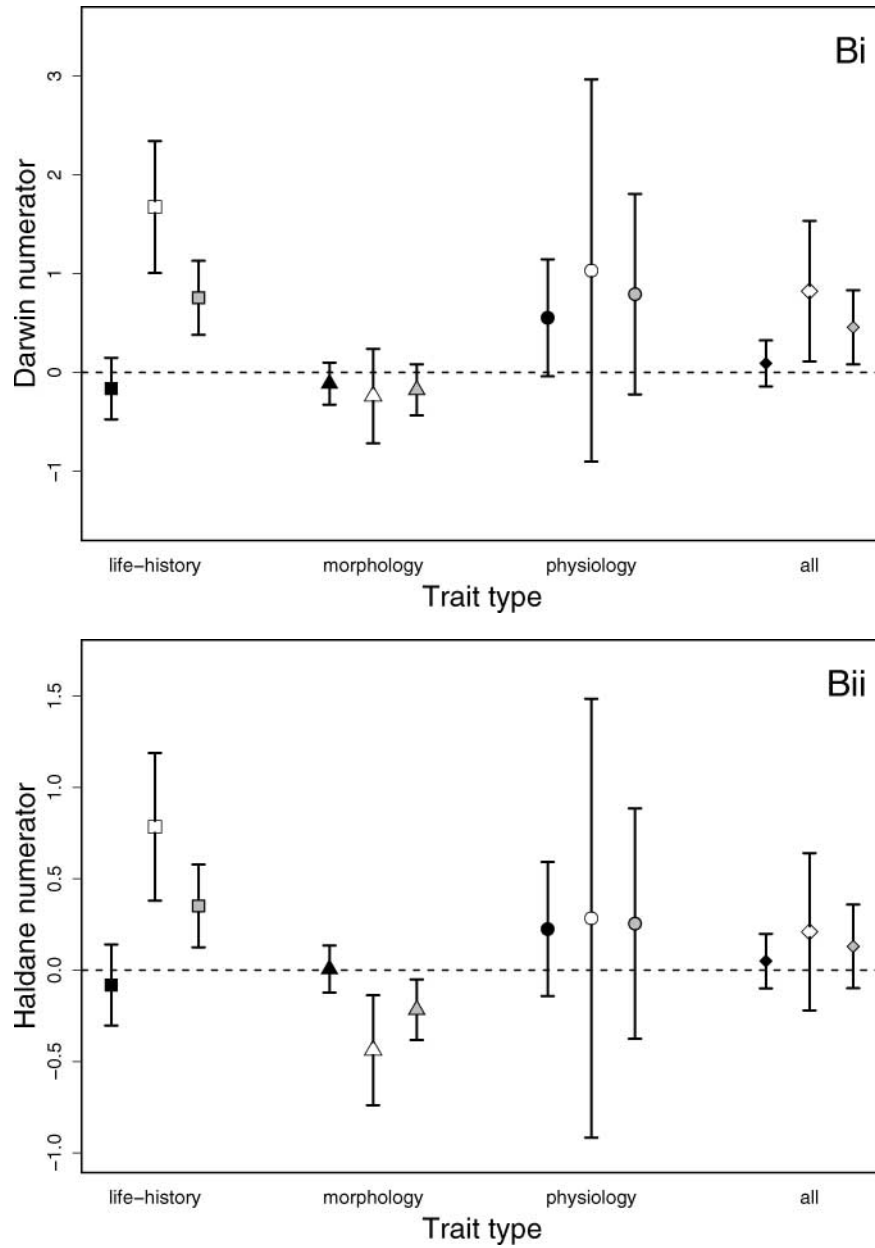 Bi
3
2
1
0
−1
Darwin numerator
life−history morphology physiology all
Trait type
Bii
1.5
1.0
0.5
0.0
−0.5
−1.0
Haldane numerator
life−history morphology physiology all
Trait type